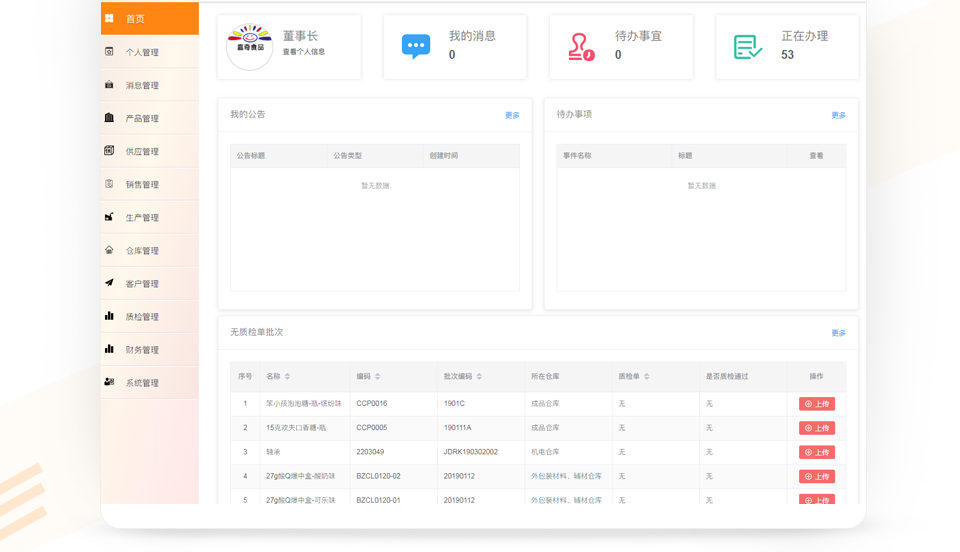 首页
个人管理
消息管理
产品管理
供应管理
销售管理
生产管理
仓库管理
客户管理
质检管理
财务管理
系统管理
嘉奇食品
董事长
查看个人信息
我的消息
0
待办事宜
0
正在办理
53
我的公告 更多
公告标题 公告类型 创建时间
暂无数据
待办事项 更多
事件名称 标题 查看
暂无数据
无质检单批次 更多
序号 名称 编码 批次编码 所在仓库 质检单 是否质检通过 操作
1 笨小孩泡泡糖-瓶-缤纷味 CCP0016 1901C 成品仓库 无 无 上传
2 15克欢夫口香糖-瓶 CCP0005 190111A 成品仓库 无 无 上传
3 轴承 2203049 JDRK190302002 机电仓库 无 无 上传
4 27g酸Q爆中盒-酸奶味 BZCL0120-02 20190112 外包装材料、辅材仓库 无 无 上传
5 27g酸Q爆中盒-可乐味 BZCL0120-01 20190112 外包装材料、辅材仓库 无 无 上传